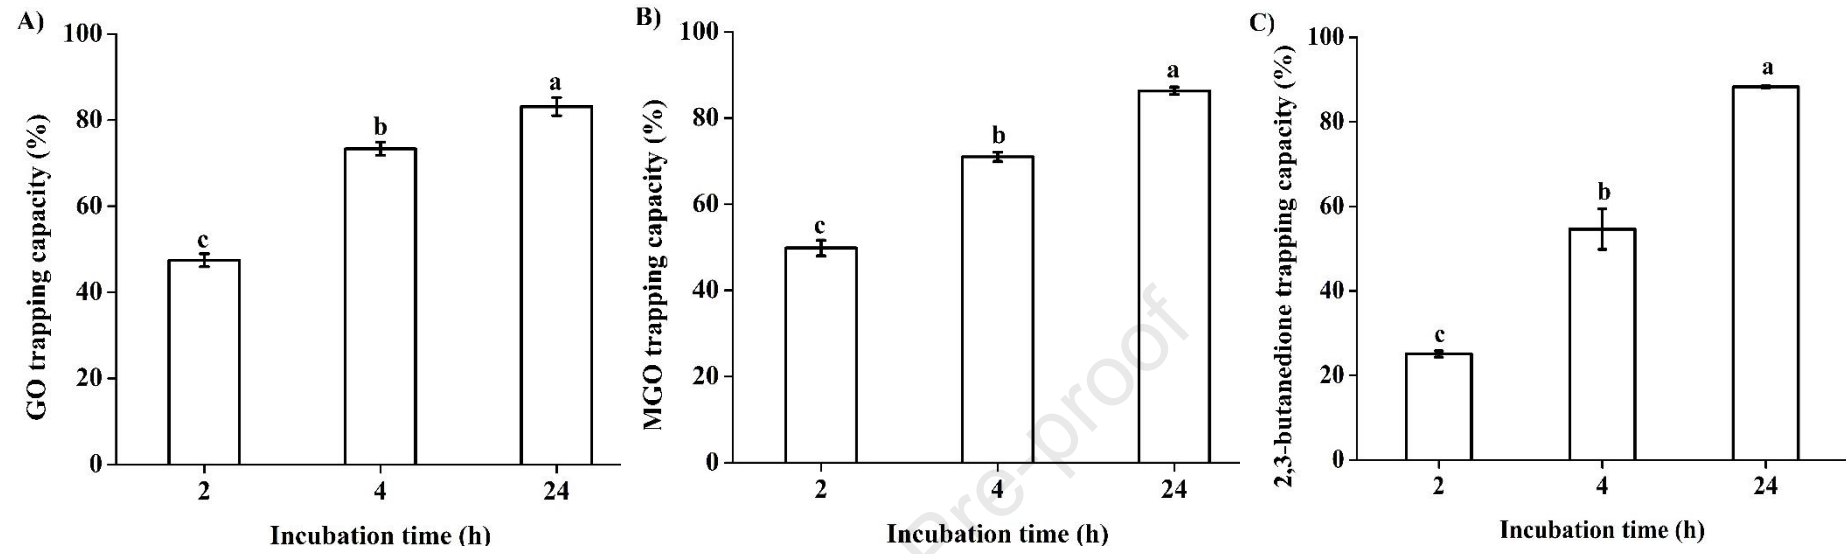 A)
GO trapping capacity (%)
100
80
60
40
20
0
c
b
a
2 4 24
Incubation time (h)
B)
MGO trapping capacity (%)
100
80
60
40
20
0
c
b
a
2 4 24
Incubation time (h)
C)
2,3-butanedione trapping capacity (%)
100
80
60
40
20
0
c
b
a
2 4 24
Incubation time (h)
Pre-proof